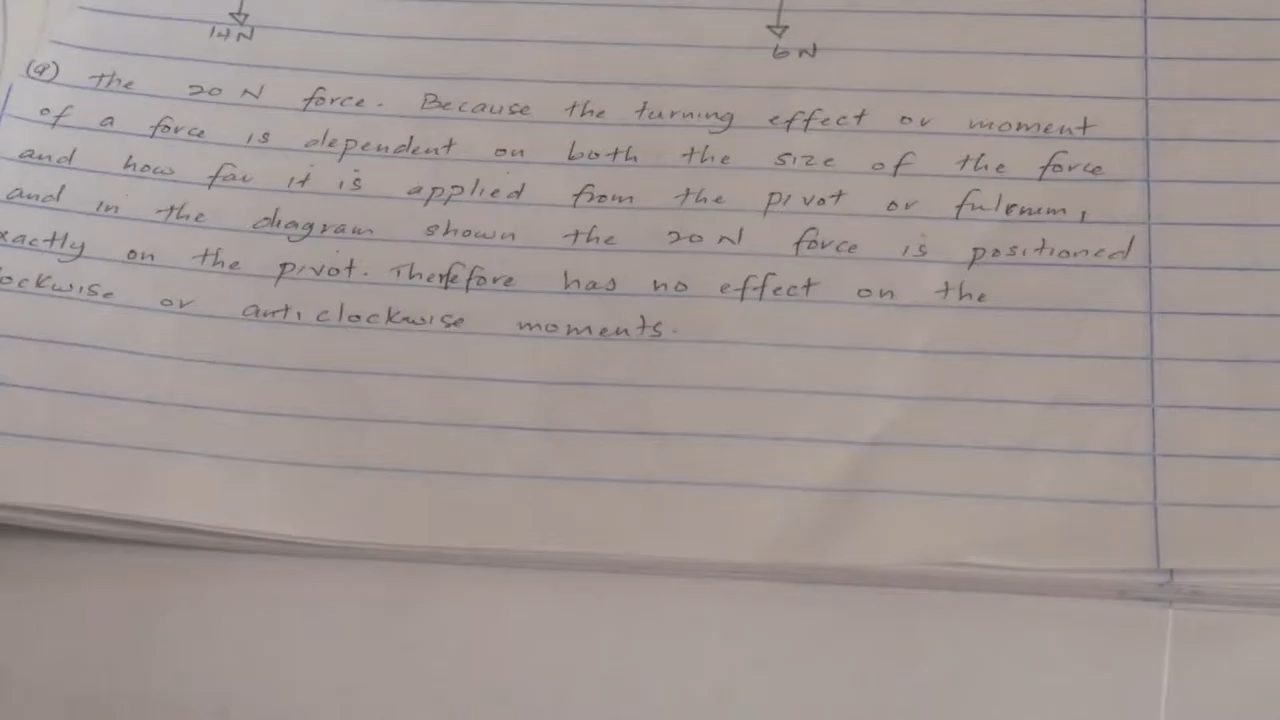 14N
6N
(a) the 20 N force. Because the turning effect or moment
of a force is dependent on both the size of the force
and how far it is applied from the pivot or fulcrum,
and in the diagram shown the 20 N force is positioned
xactly on the pivot. Therefore has no effect on the
ockwise or anticlockwise moments.